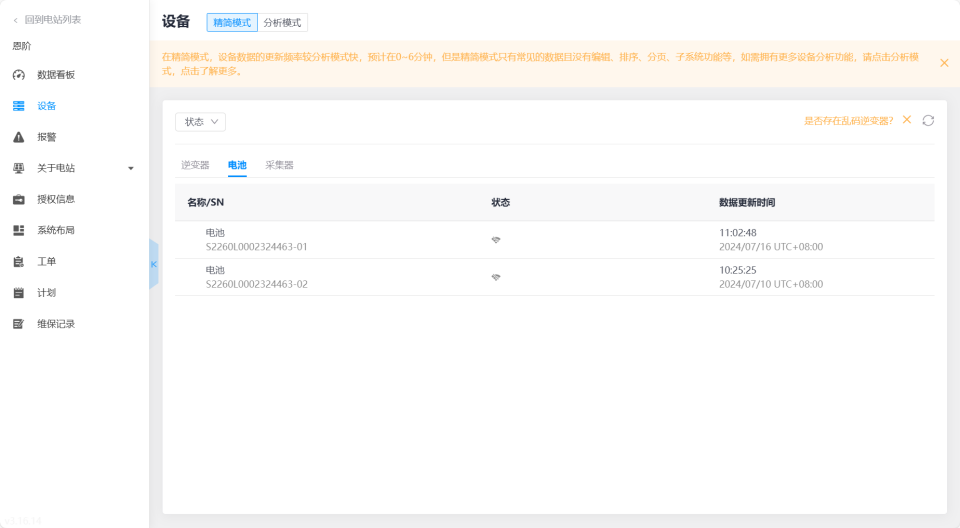 回到电站列表
恩阶
数据看板
设备
报警
关于电站
授权信息
系统布局
工单
计划
维保记录
设备
精简模式
分析模式
在精简模式，设备数据的更新频率较分析模式快，预计在0~6分钟，但是精简模式只有常见的数据且没有编辑、排序、分页、子系统功能等，如需拥有更多设备分析功能，请点击分析模
式，点击了解更多。
状态
是否存在乱码逆变器？
逆变器 电池 采集器
名称/SN 状态 数据更新时间
电池 11:02:48
S2260L0002324463-01 2024/07/16 UTC+08:00
电池 10:25:25
S2260L0002324463-02 2024/07/10 UTC+08:00